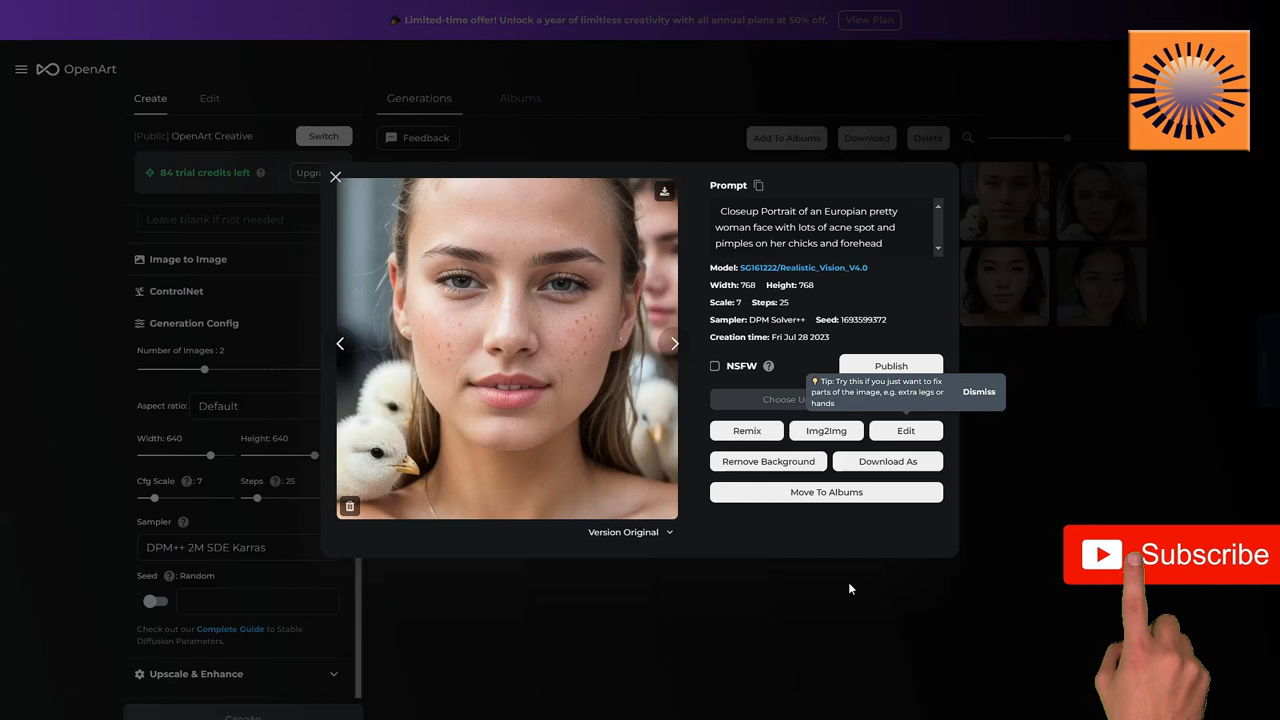 🎉 Limited-time offer! Unlock a year of limitless creativity with all annual plans at 50% off.
View Plan
OpenArt
Create
Edit
Generations
Albums
[Public] OpenArt Creative
Switch
Feedback
Add To Albums
Download
Delete
84 trial credits left
Upgra
Leave blank if not needed
Image to Image
ControlNet
Generation Config
Number of Images : 2
Aspect ratio:
Default
Width: 640
Height: 640
Cfg Scale : 7
Steps : 25
Sampler
DPM++ 2M SDE Karras
Seed : Random
Check out our Complete Guide to Stable
Diffusion Parameters.
Upscale & Enhance
Create
Prompt
Closeup Portrait of an Europian pretty
woman face with lots of acne spot and
pimples on her chicks and forehead
Model: SG161222/Realistic_Vision_V4.0
Width: 768 Height: 768
Scale: 7 Steps: 25
Sampler: DPM Solver++ Seed: 1693599372
Creation time: Fri Jul 28 2023
NSFW
Publish
Choose U
💡 Tip: Try this if you just want to fix
parts of the image, e.g. extra legs or
hands
Dismiss
Remix
Img2Img
Edit
Remove Background
Download As
Move To Albums
Version Original
Subscribe